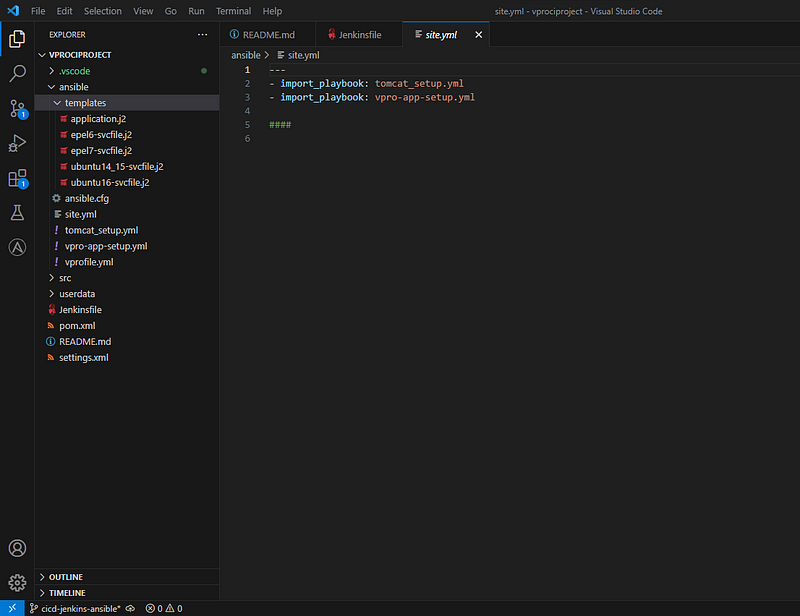 File Edit Selection View Go Run Terminal Help
site.yml - vprociproject - Visual Studio Code
EXPLORER
README.md
Jenkinsfile
site.yml
VPROCIPROJECT
.vscode
ansible
templates
application.j2
epel6-svcfile.j2
epel7-svcfile.j2
ubuntu14_15-svcfile.j2
ubuntu16-svcfile.j2
ansible.cfg
site.yml
tomcat_setup.yml
vpro-app-setup.yml
vprofile.yml
src
userdata
Jenkinsfile
pom.xml
README.md
settings.xml
ansible > site.yml
1 ---
2 - import_playbook: tomcat_setup.yml
3 - import_playbook: vpro-app-setup.yml
4
5 ####
6
1
1
OUTLINE
TIMELINE
cicd-jenkins-ansible* 0 0